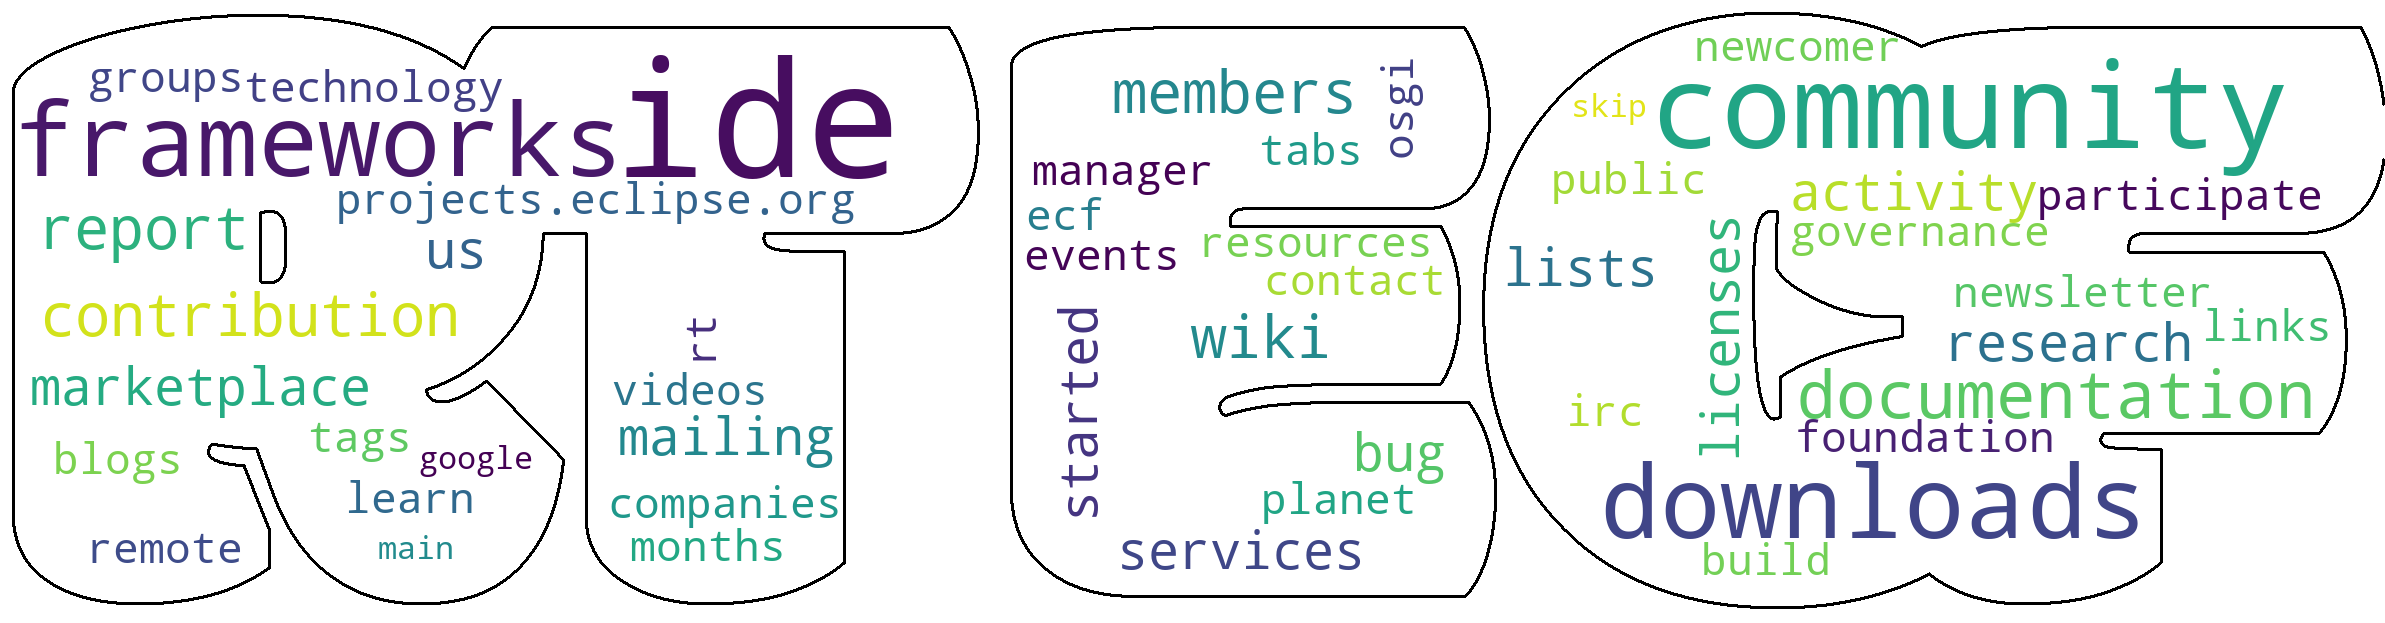 groups technology
frameworks ide
projects.eclipse.org
report
us
contribution
marketplace
rt
videos
tags
mailing
blogs
google
learn
companies
remote
main
months
members
osgi
tabs
manager
ecf
resources
events
contact
started
wiki
bug
planet
services
newcomer
skip
community
public
activity
participate
governance
lists
licenses
newsletter
links
research
documentation
irc
foundation
downloads
build